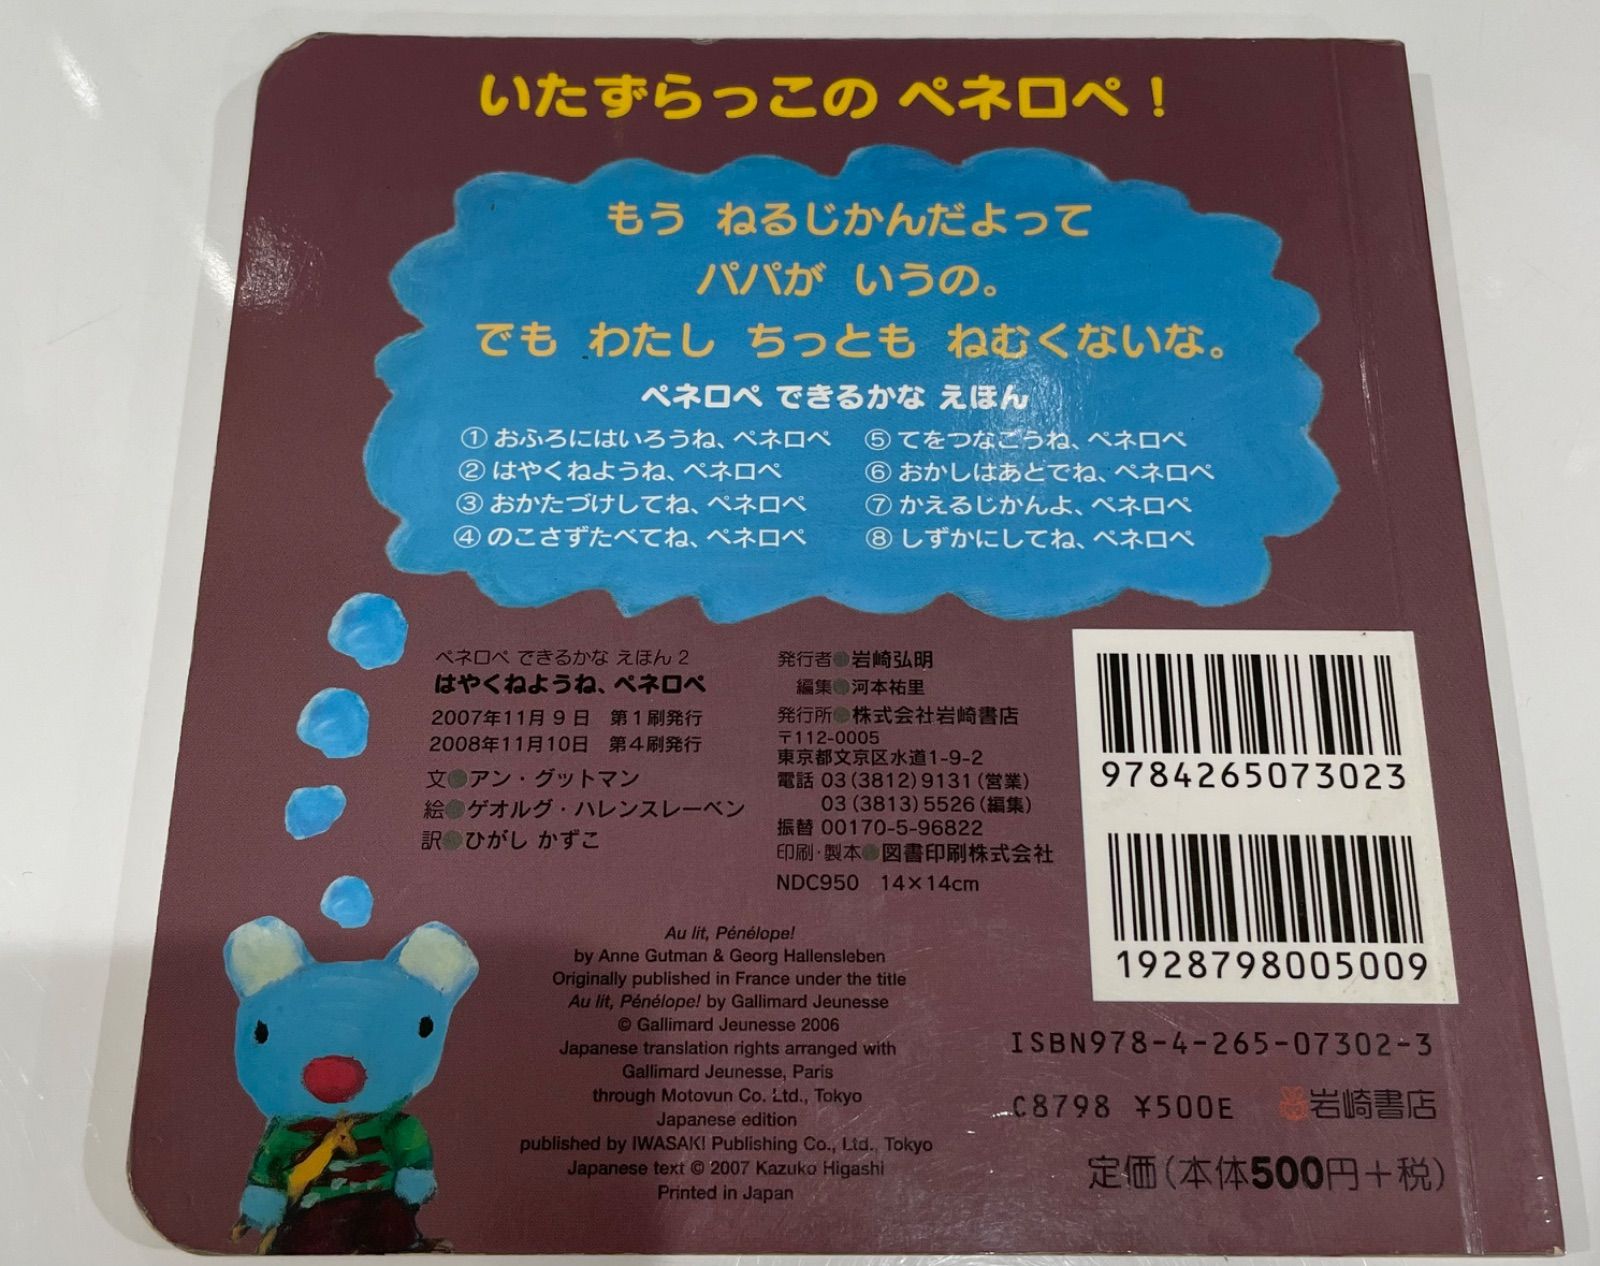 いたずらっこの ペネロペ！
もう ねるじかんだよって
パパが いうの。
でも わたし ちっとも ねむくないな。
ペネロペ できるかな えほん
① おふろにはいろうね、ペネロペ
② はやくねようね、ペネロペ
③ おかたづけしてね、ペネロペ
④ のこさずたべてね、ペネロペ
⑤ てをつなごうね、ペネロペ
⑥ おかしはあとでね、ペネロペ
⑦ かえるじかんよ、ペネロペ
⑧ しずかにしてね、ペネロペ
ペネロペ できるかな えほん 2
はやくねようね、ペネロペ
2007年11月9日 第1刷発行
2008年11月10日 第4刷発行
文●アン・グットマン
絵●ゲオルグ・ハレンスレーベン
訳●ひがし かずこ
発行者●岩崎弘明
編集●河本祐里
発行所●株式会社岩崎書店
〒112-0005
東京都文京区水道1-9-2
電話 03(3812)9131(営業)
03(3813)5526(編集)
振替 00170-5-96822
印刷・製本●図書印刷株式会社
NDC950 14×14cm
Au lit, Pénélope!
by Anne Gutman & Georg Hallensleben
Originally published in France under the title
Au lit, Pénélope! by Gallimard Jeunesse
© Gallimard Jeunesse 2006
Japanese translation rights arranged with
Gallimard Jeunesse, Paris
through Motovun Co. Ltd., Tokyo
Japanese edition
published by IWASAKI Publishing Co., Ltd., Tokyo
Japanese text © 2007 Kazuko Higashi
Printed in Japan
9784265073023
1928798005009
ISBN978-4-265-07302-3
C8798 ¥500E 岩崎書店
定価(本体500円+税)